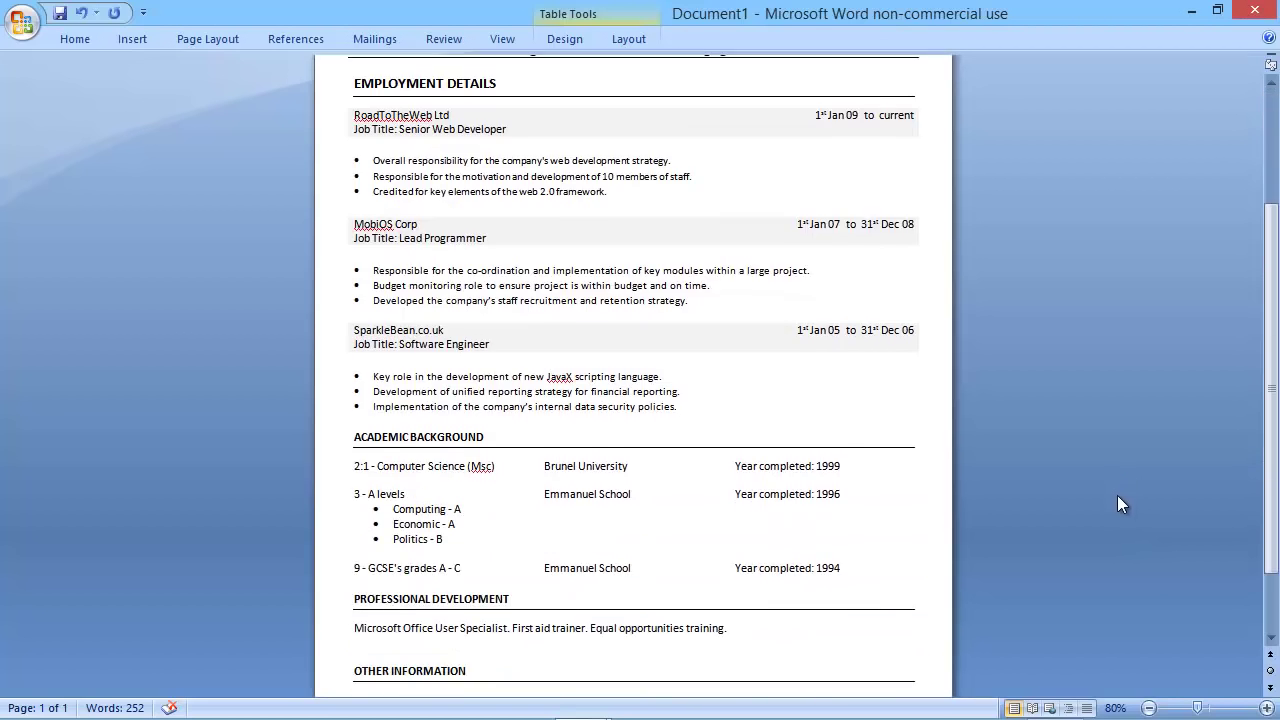 Table Tools
Document1 - Microsoft Word non-commercial use
Home
Insert
Page Layout
References
Mailings
Review
View
Design
Layout
EMPLOYMENT DETAILS
RoadToTheWeb Ltd 1st Jan 09 to current
Job Title: Senior Web Developer
• Overall responsibility for the company's web development strategy.
• Responsible for the motivation and development of 10 members of staff.
• Credited for key elements of the web 2.0 framework.
MobiOS Corp 1st Jan 07 to 31st Dec 08
Job Title: Lead Programmer
• Responsible for the co-ordination and implementation of key modules within a large project.
• Budget monitoring role to ensure project is within budget and on time.
• Developed the company's staff recruitment and retention strategy.
SparkleBean.co.uk 1st Jan 05 to 31st Dec 06
Job Title: Software Engineer
• Key role in the development of new JavaX scripting language.
• Development of unified reporting strategy for financial reporting.
• Implementation of the company's internal data security policies.
ACADEMIC BACKGROUND
2:1 - Computer Science (Msc) Brunel University Year completed: 1999
3 - A levels Emmanuel School Year completed: 1996
• Computing - A
• Economic - A
• Politics - B
9 - GCSE's grades A - C Emmanuel School Year completed: 1994
PROFESSIONAL DEVELOPMENT
Microsoft Office User Specialist. First aid trainer. Equal opportunities training.
OTHER INFORMATION
Page: 1 of 1
Words: 252
80%